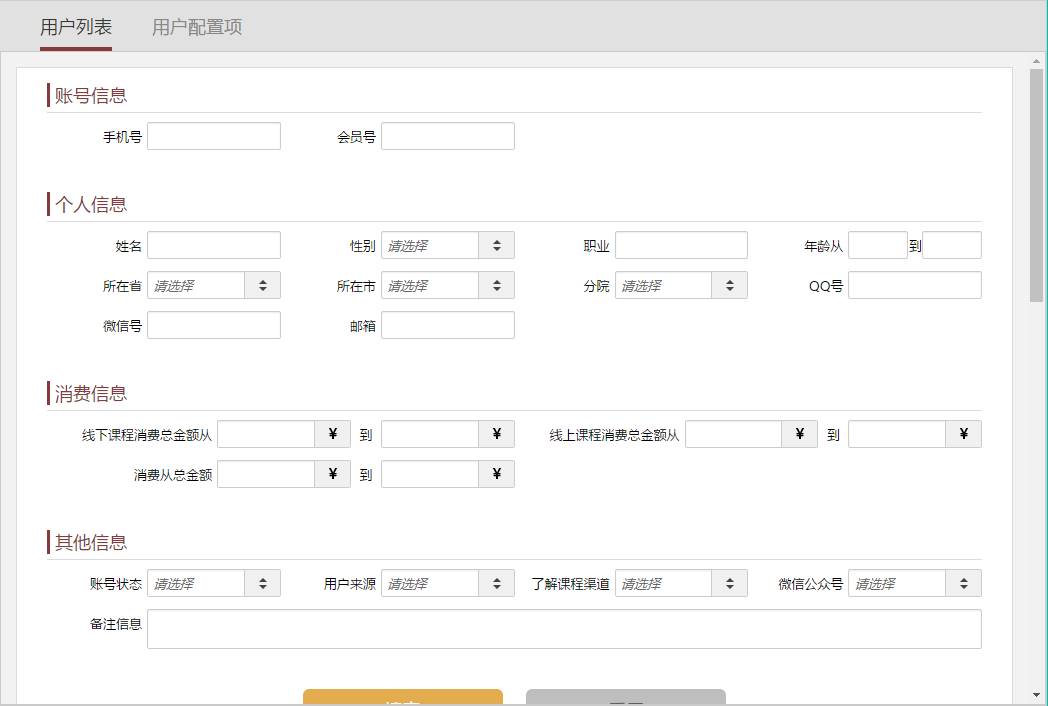 用户列表 用户配置项
账号信息
手机号 会员号
个人信息
姓名 性别 请选择 职业 年龄从 到
所在省 请选择 所在市 请选择 分院 请选择 QQ号
微信号 邮箱
消费信息
线下课程消费总金额从 ¥ 到 ¥ 线上课程消费总金额从 ¥ 到 ¥
消费从总金额 ¥ 到 ¥
其他信息
账号状态 请选择 用户来源 请选择 了解课程渠道 请选择 微信公众号 请选择
备注信息